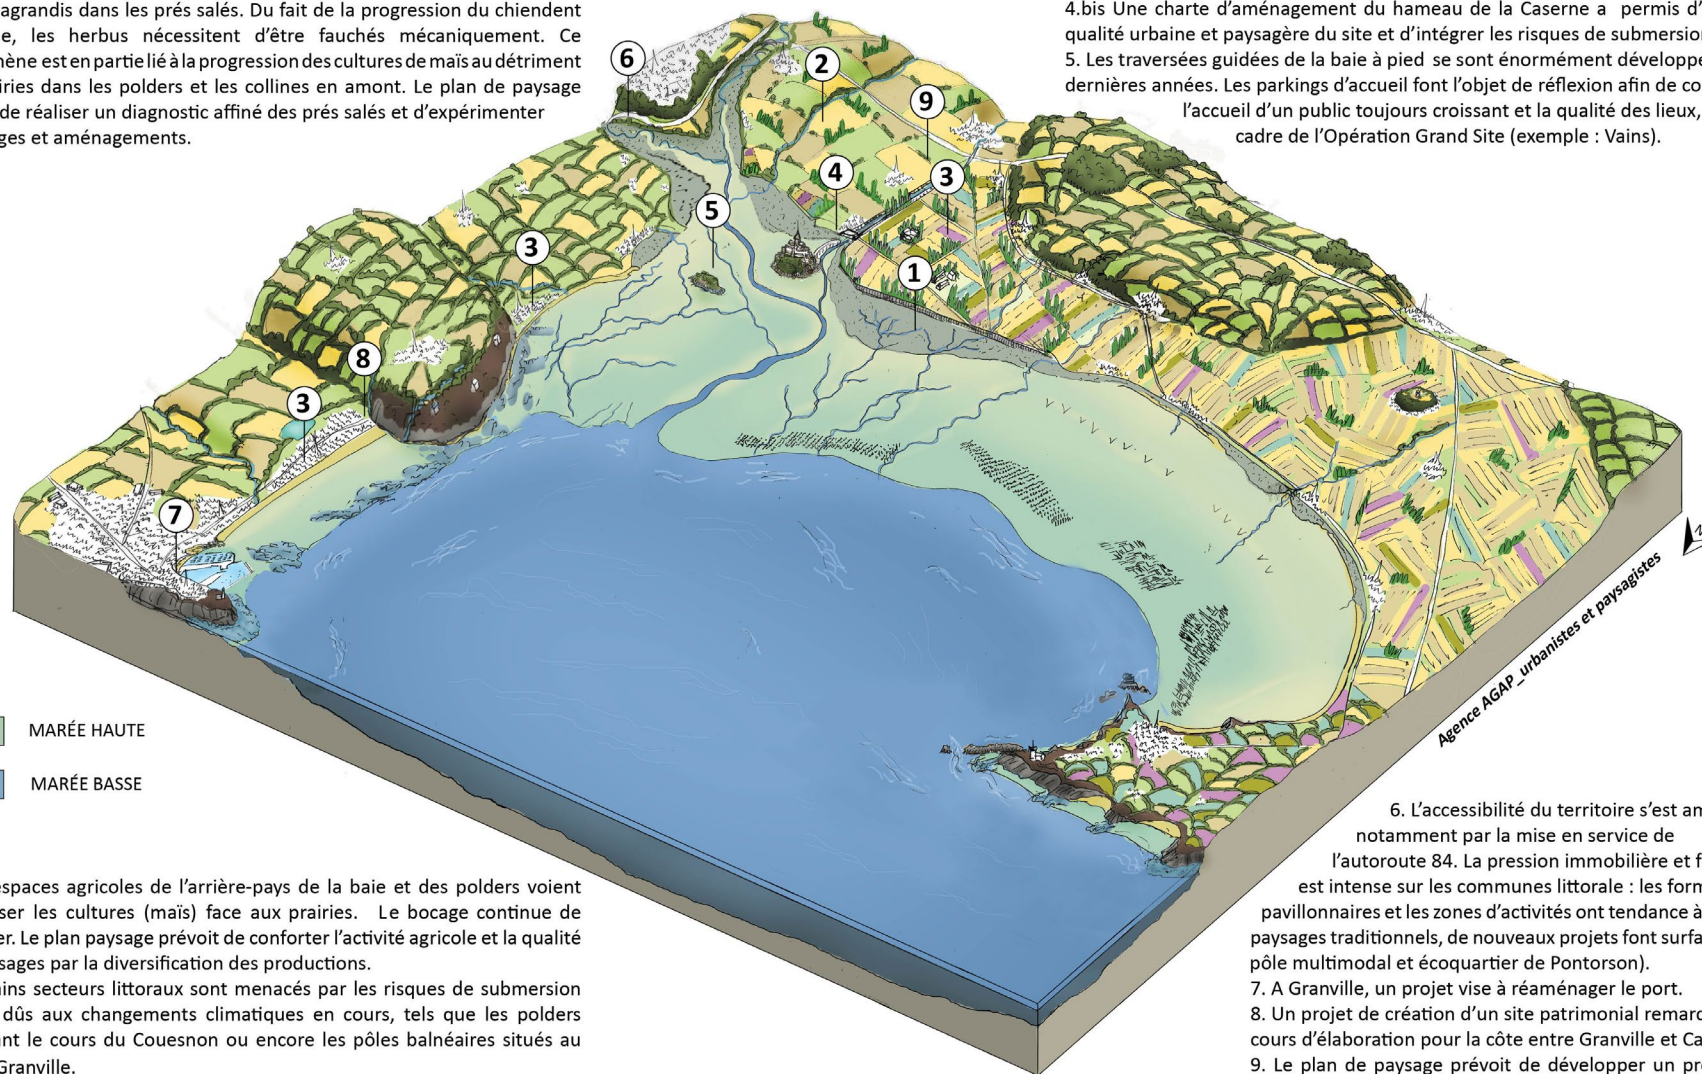 agrandis dans les prés salés. Du fait de la progression du chiendent
e, les herbus nécessitent d’être fauchés mécaniquement. Ce
mène est en partie lié à la progression des cultures de maïs au détriment
iries dans les polders et les collines en amont. Le plan de paysage
de réaliser un diagnostic affiné des prés salés et d’expérimenter
ges et aménagements.
4.bis Une charte d’aménagement du hameau de la Caserne a permis d’
qualité urbaine et paysagère du site et d’intégrer les risques de submersion
5. Les traversées guidées de la baie à pied se sont énormément développé
dernières années. Les parkings d’accueil font l’objet de réflexion afin de co
l’accueil d’un public toujours croissant et la qualité des lieux,
cadre de l’Opération Grand Site (exemple : Vains).
6
2
9
4
3
5
3
1
8
3
7
MARÉE HAUTE
MARÉE BASSE
Agence AGAP_urbanistes et paysagistes
espaces agricoles de l’arrière-pays de la baie et des polders voient
ser les cultures (maïs) face aux prairies. Le bocage continue de
er. Le plan paysage prévoit de conforter l’activité agricole et la qualité
sages par la diversification des productions.
ains secteurs littoraux sont menacés par les risques de submersion
dûs aux changements climatiques en cours, tels que les polders
ant le cours du Couesnon ou encore les pôles balnéaires situés au
Granville.
6. L’accessibilité du territoire s’est am
notamment par la mise en service de
l’autoroute 84. La pression immobilière et f
est intense sur les communes littorale : les form
pavillonnaires et les zones d’activités ont tendance à
paysages traditionnels, de nouveaux projets font surfa
pôle multimodal et écoquartier de Pontorson).
7. A Granville, un projet vise à réaménager le port.
8. Un projet de création d’un site patrimonial remarq
cours d’élaboration pour la côte entre Granville et Ca
9. Le plan de paysage prévoit de développer un pr